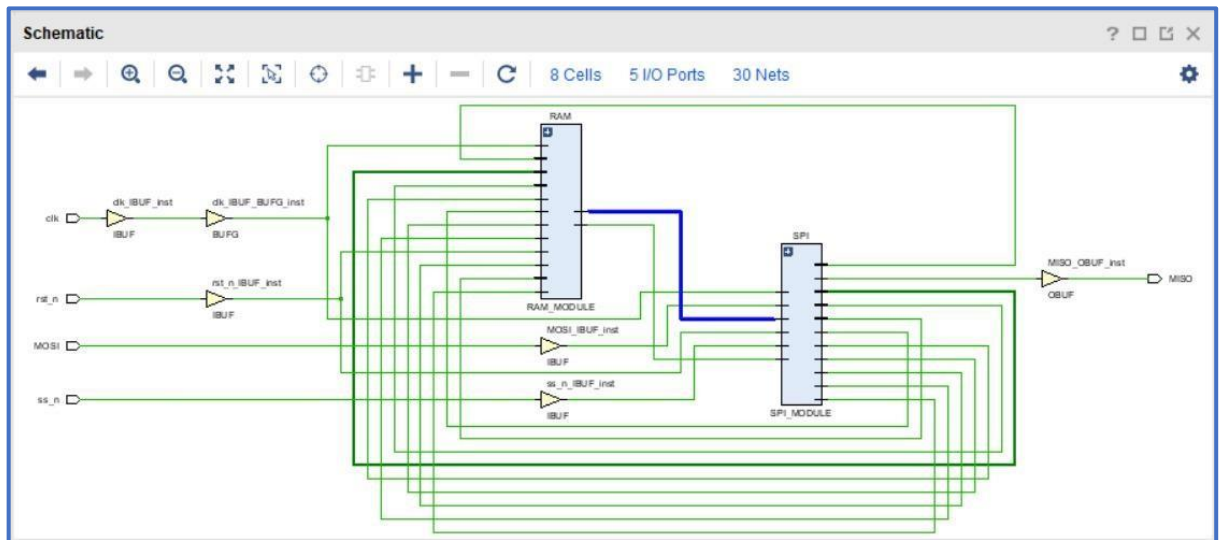 Schematic
8 Cells 5 I/O Ports 30 Nets
RAM
clk_IBUF_inst clk_IBUF_BUFG_inst
clk
IBUF BUFG
SPI
rst_n_IBUF_inst
MISO_OBUF_inst
MISO
rst_n
OBUF
IBUF
RAM_MODULE
MOSI_IBUF_inst
MOSI
IBUF
ss_n_IBUF_inst
ss_n
IBUF
SPI_MODULE